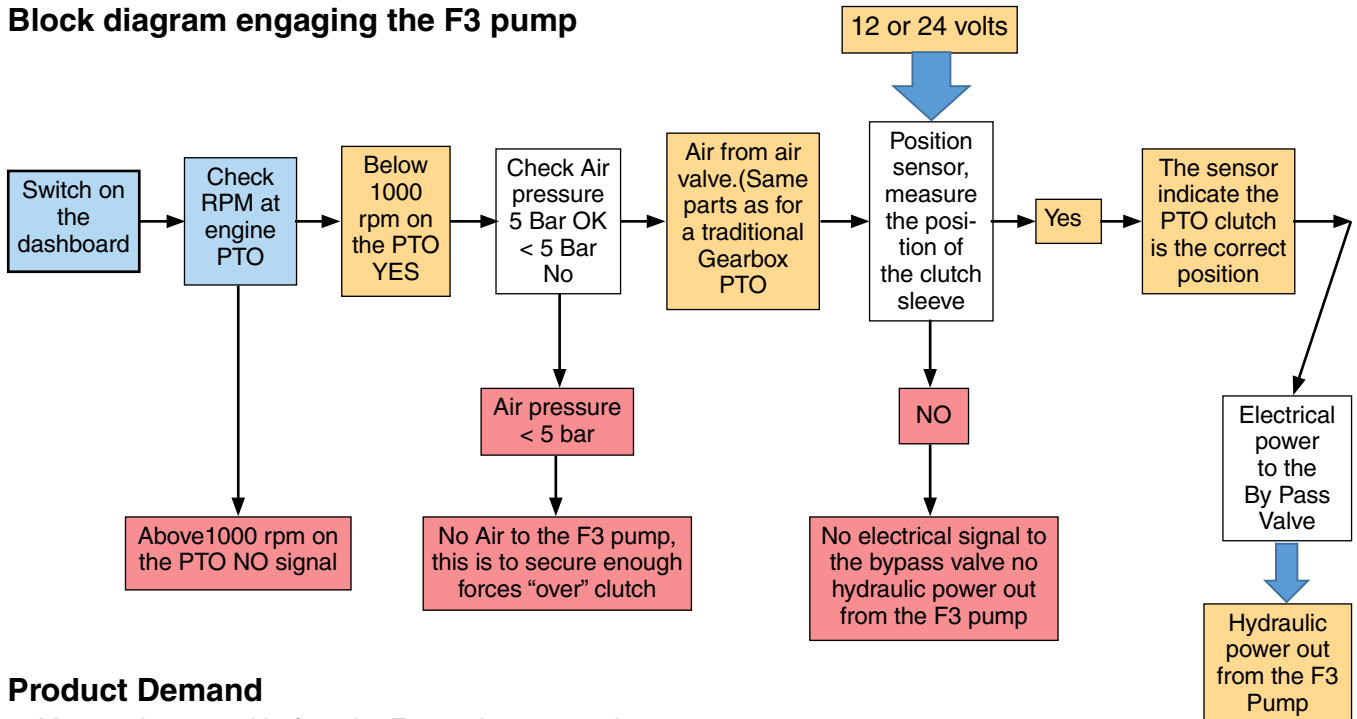 Block diagram engaging the F3 pump
12 or 24 volts
Switch on
the
dashboard
Check
RPM at
engine
PTO
Below
1000
rpm on
the PTO
YES
Check Air
pressure
5 Bar OK
< 5 Bar
No
Air from air
valve.(Same
parts as for
a traditional
Gearbox
PTO
Position
sensor,
measure
the posi-
tion of
the clutch
sleeve
Yes
The sensor
indicate the
PTO clutch
is the correct
position
Air pressure
< 5 bar
NO
Electrical
power
to the
By Pass
Valve
Above1000 rpm on
the PTO NO signal
No Air to the F3 pump,
this is to secure enough
forces “over” clutch
No electrical signal to
the bypass valve no
hydraulic power out
from the F3 pump
Hydraulic
power out
from the F3
Pump
Product Demand